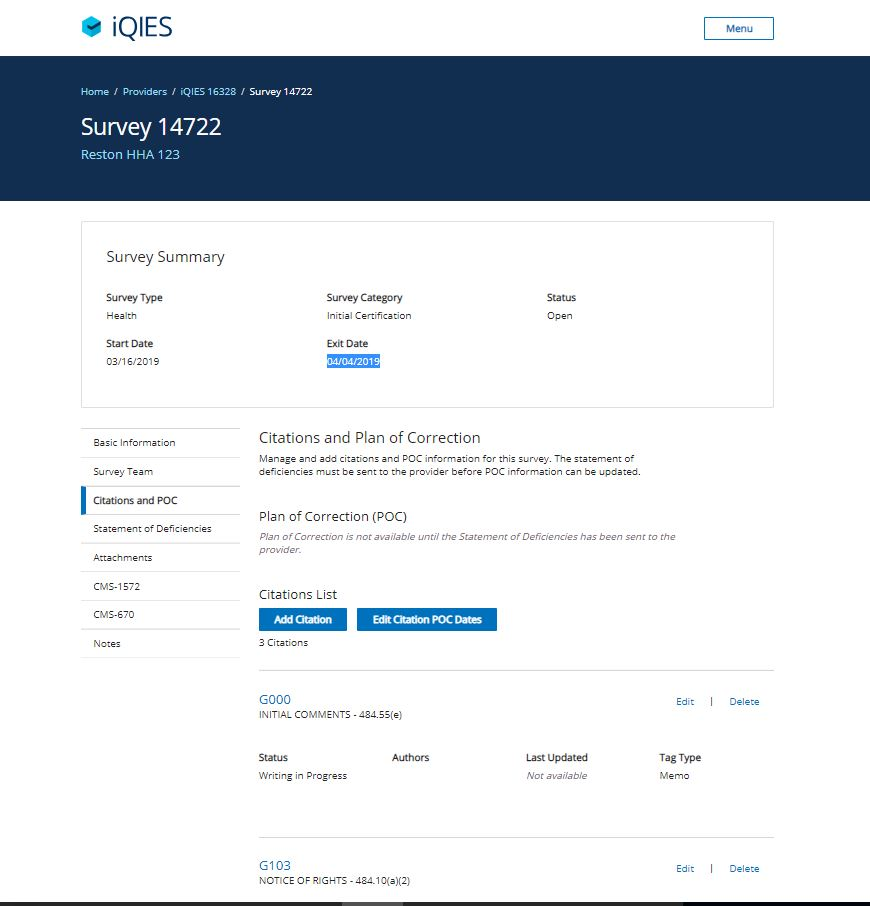 iQIES
Menu
Home / Providers / iQIES 16328 / Survey 14722
Survey 14722
Reston HHA 123
Survey Summary
Survey Type Survey Category Status
Health Initial Certification Open
Start Date Exit Date
03/16/2019 04/04/2019
Basic Information
Survey Team
Citations and POC
Statement of Deficiencies
Attachments
CMS-1572
CMS-670
Notes
Citations and Plan of Correction
Manage and add citations and POC information for this survey. The statement of
deficiencies must be sent to the provider before POC information can be updated.
Plan of Correction (POC)
Plan of Correction is not available until the Statement of Deficiencies has been sent to the
provider.
Citations List
Add Citation Edit Citation POC Dates
3 Citations
G000 Edit | Delete
INITIAL COMMENTS - 484.55(e)
Status Authors Last Updated Tag Type
Writing in Progress Not available Memo
G103 Edit | Delete
NOTICE OF RIGHTS - 484.10(a)(2)